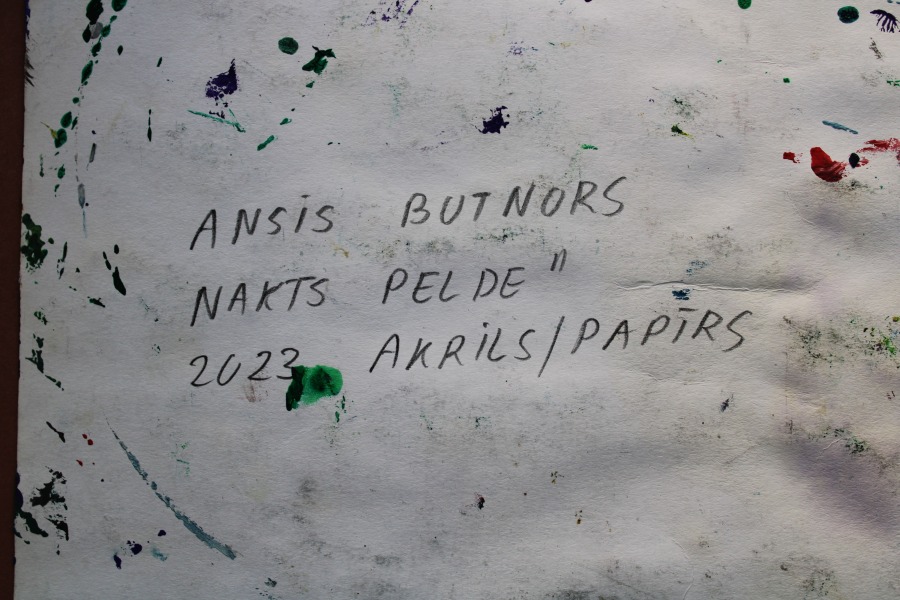 ANSiS BUTNORS
NAKTS PELDE"
2023 AKRiLS/PAPĪRS